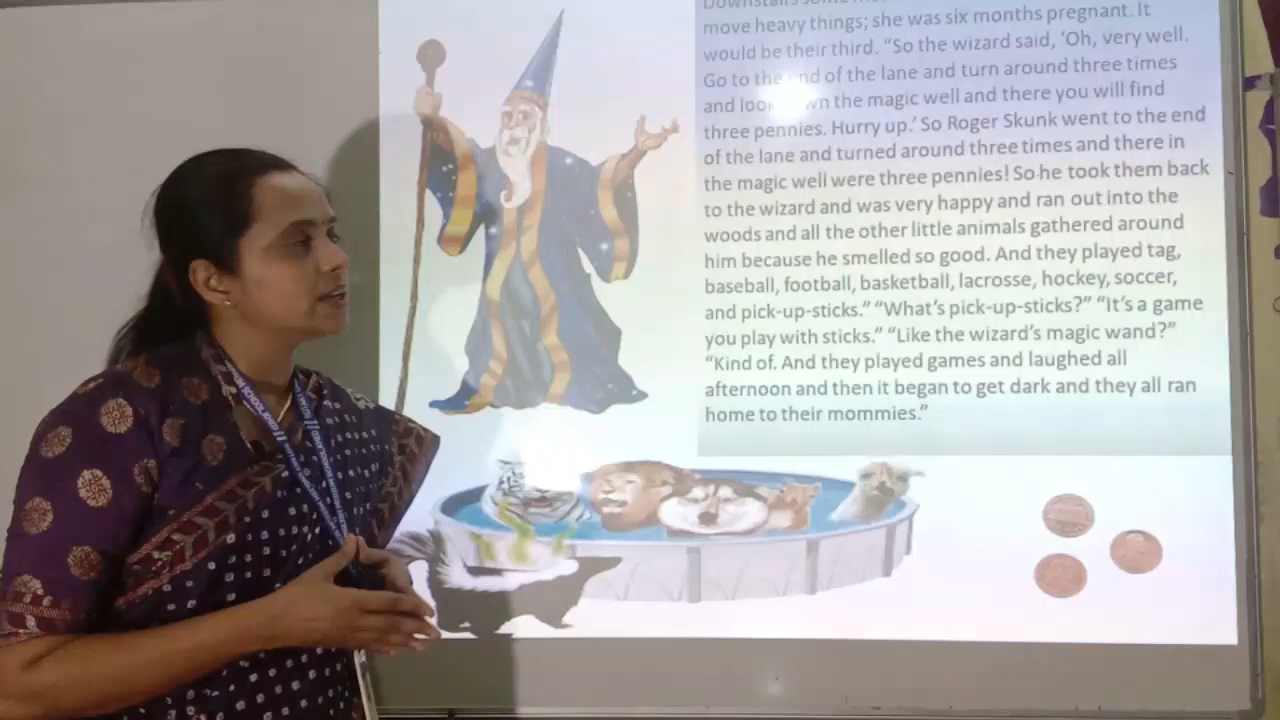 Downstairs some
move heavy things; she was six months pregnant. It
would be their third. “So the wizard said, ‘Oh, very well.
Go to the end of the lane and turn around three times
and look down the magic well and there you will find
three pennies. Hurry up.’ So Roger Skunk went to the end
of the lane and turned around three times and there in
the magic well were three pennies! So he took them back
to the wizard and was very happy and ran out into the
woods and all the other little animals gathered around
him because he smelled so good. And they played tag,
baseball, football, basketball, lacrosse, hockey, soccer,
and pick-up-sticks.” “What’s pick-up-sticks?” “It’s a game
you play with sticks.” “Like the wizard’s magic wand?”
“Kind of. And they played games and laughed all
afternoon and then it began to get dark and they all ran
home to their mommies.”